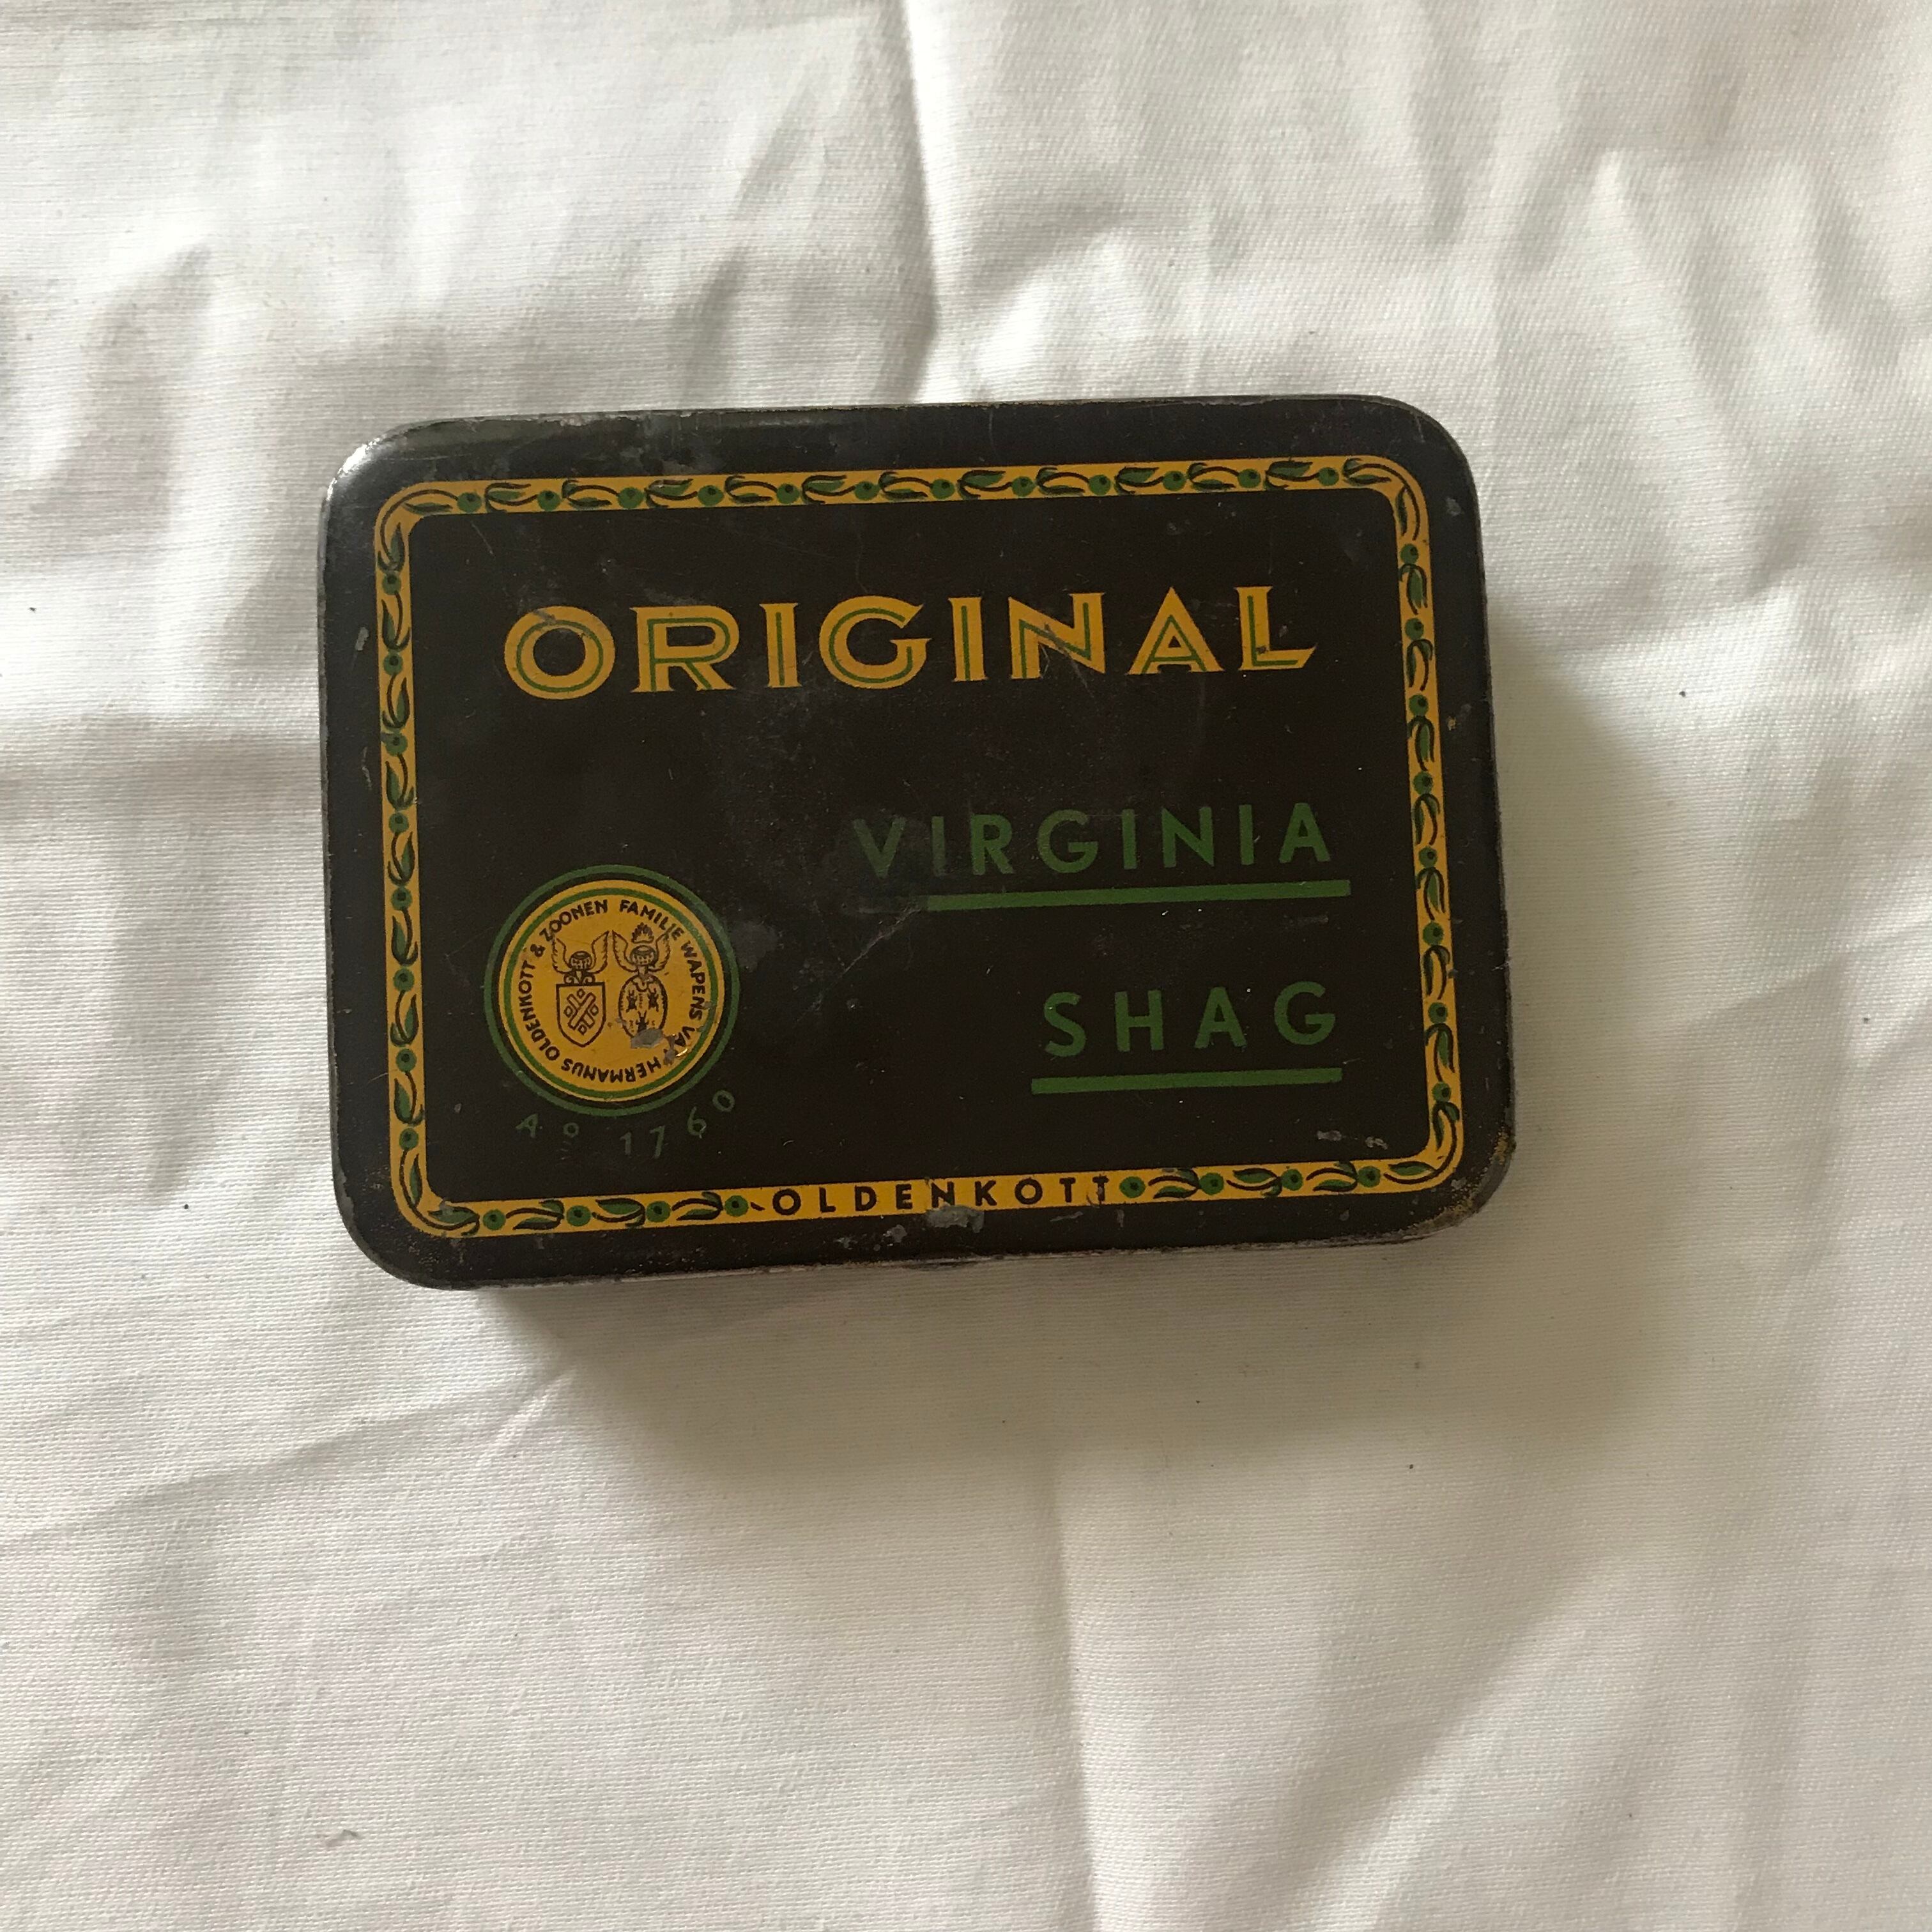 ORIGINAL
VIRGINIA
SHAG
FAMILIE WAPENS VAN HERMANUS OLDENKOTT & ZOONEN
Aº 1760
OLDENKOTT